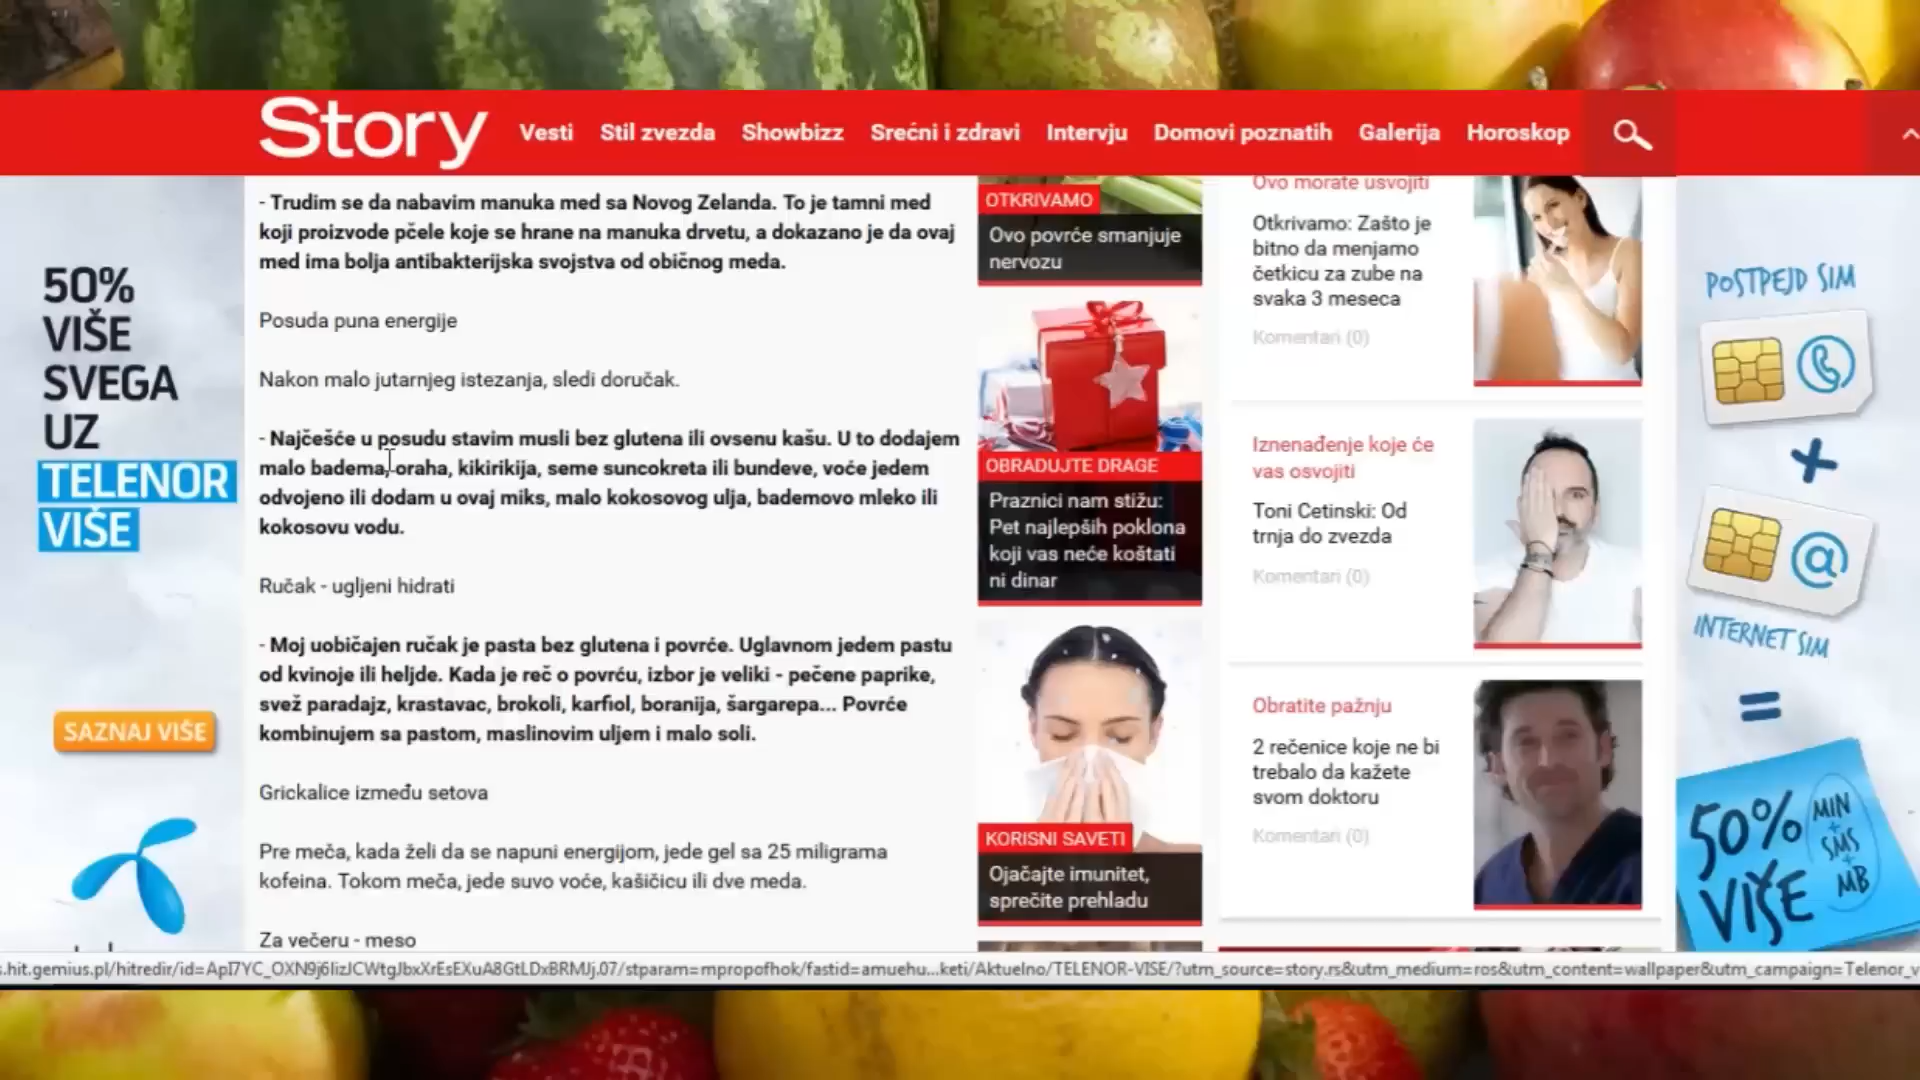 Story
Vesti
Stil zvezda
Showbizz
Srećni i zdravi
Intervju
Domovi poznatih
Galerija
Horoskop
50%
VIŠE
SVEGA
UZ
TELENOR
VIŠE
SAZNAJ VIŠE
- Trudim se da nabavim manuka med sa Novog Zelanda. To je tamni med
koji proizvode pčele koje se hrane na manuka drvetu, a dokazano je da ovaj
med ima bolja antibakterijska svojstva od običnog meda.
Posuda puna energije
Nakon malo jutarnjeg istezanja, sledi doručak.
- Najčešće u posudu stavim musli bez glutena ili ovsenu kašu. U to dodajem
malo badema, oraha, kikirikija, seme suncokreta ili bundeve, voće jedem
odvojeno ili dodam u ovaj miks, malo kokosovog ulja, bademovo mleko ili
kokosovu vodu.
Ručak - ugljeni hidrati
- Moj uobičajen ručak je pasta bez glutena i povrće. Uglavnom jedem pastu
od kvinoje ili heljde. Kada je reč o povrću, izbor je veliki - pečene paprike,
svež paradajz, krastavac, brokoli, karfiol, boranija, šargarepa... Povrće
kombinujem sa pastom, maslinovim uljem i malo soli.
Grickalice između setova
Pre meča, kada želi da se napuni energijom, jede gel sa 25 miligrama
kofeina. Tokom meča, jede suvo voće, kašičicu ili dve meda.
Za večeru - meso
OTKRIVAMO
Ovo povrće smanjuje
nervozu
OBRADUJTE DRAGE
Praznici nam stižu:
Pet najlepših poklona
koji vas neće koštati
ni dinar
KORISNI SAVETI
Ojačajte imunitet,
sprečite prehladu
Ovo morate usvojiti
Otkrivamo: Zašto je
bitno da menjamo
četkicu za zube na
svaka 3 meseca
Komentari (0)
Iznenađenje koje će
vas osvojiti
Toni Cetinski: Od
trnja do zvezda
Komentari (0)
Obratite pažnju
2 rečenice koje ne bi
trebalo da kažete
svom doktoru
Komentari (0)
POSTPEJD SIM
+
@
INTERNET SIM
=
50%
VIŠE
MIN
+
SMS
+
MB